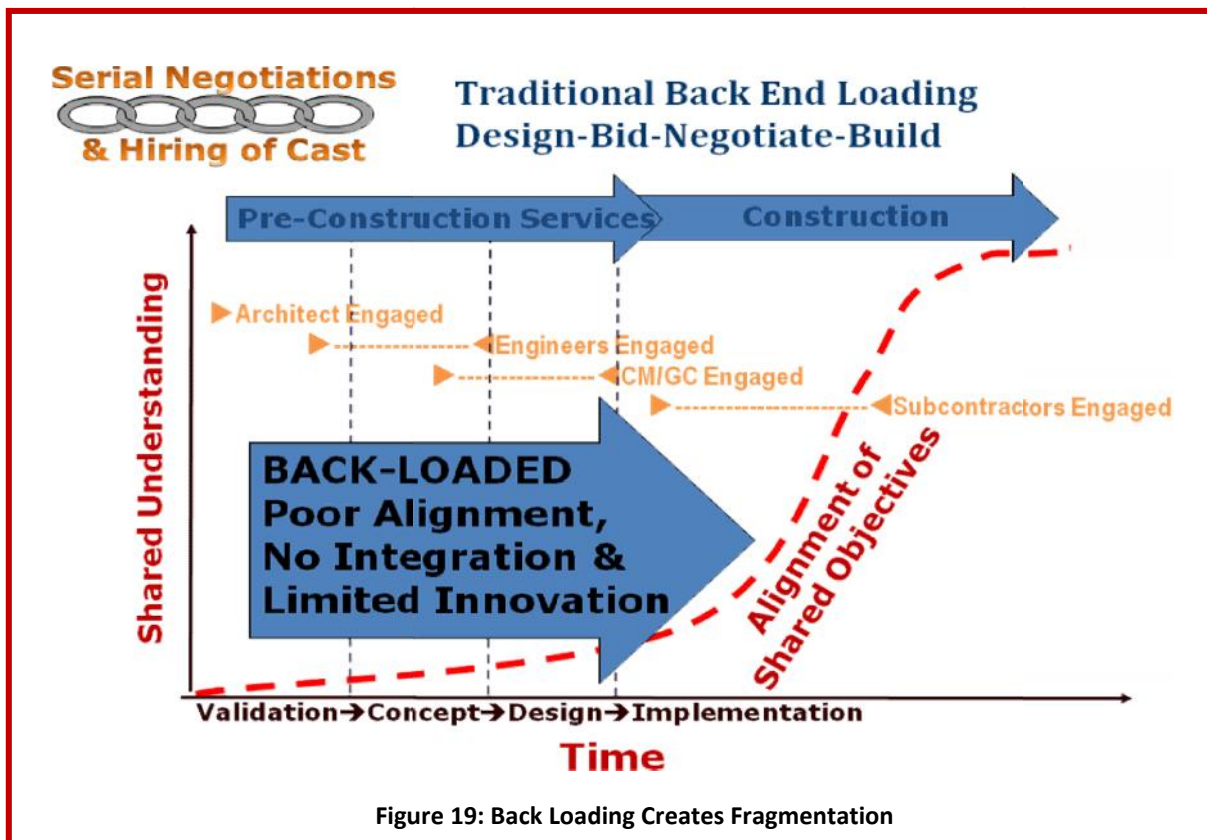 Serial Negotiations
& Hiring of Cast
Traditional Back End Loading
Design-Bid-Negotiate-Build
Pre-Construction Services
Construction
Shared Understanding
Architect Engaged
Engineers Engaged
CM/GC Engaged
Subcontractors Engaged
BACK-LOADED
Poor Alignment,
No Integration &
Limited Innovation
Alignment of
Shared Objectives
Validation→Concept→Design→Implementation
Time
Figure 19: Back Loading Creates Fragmentation